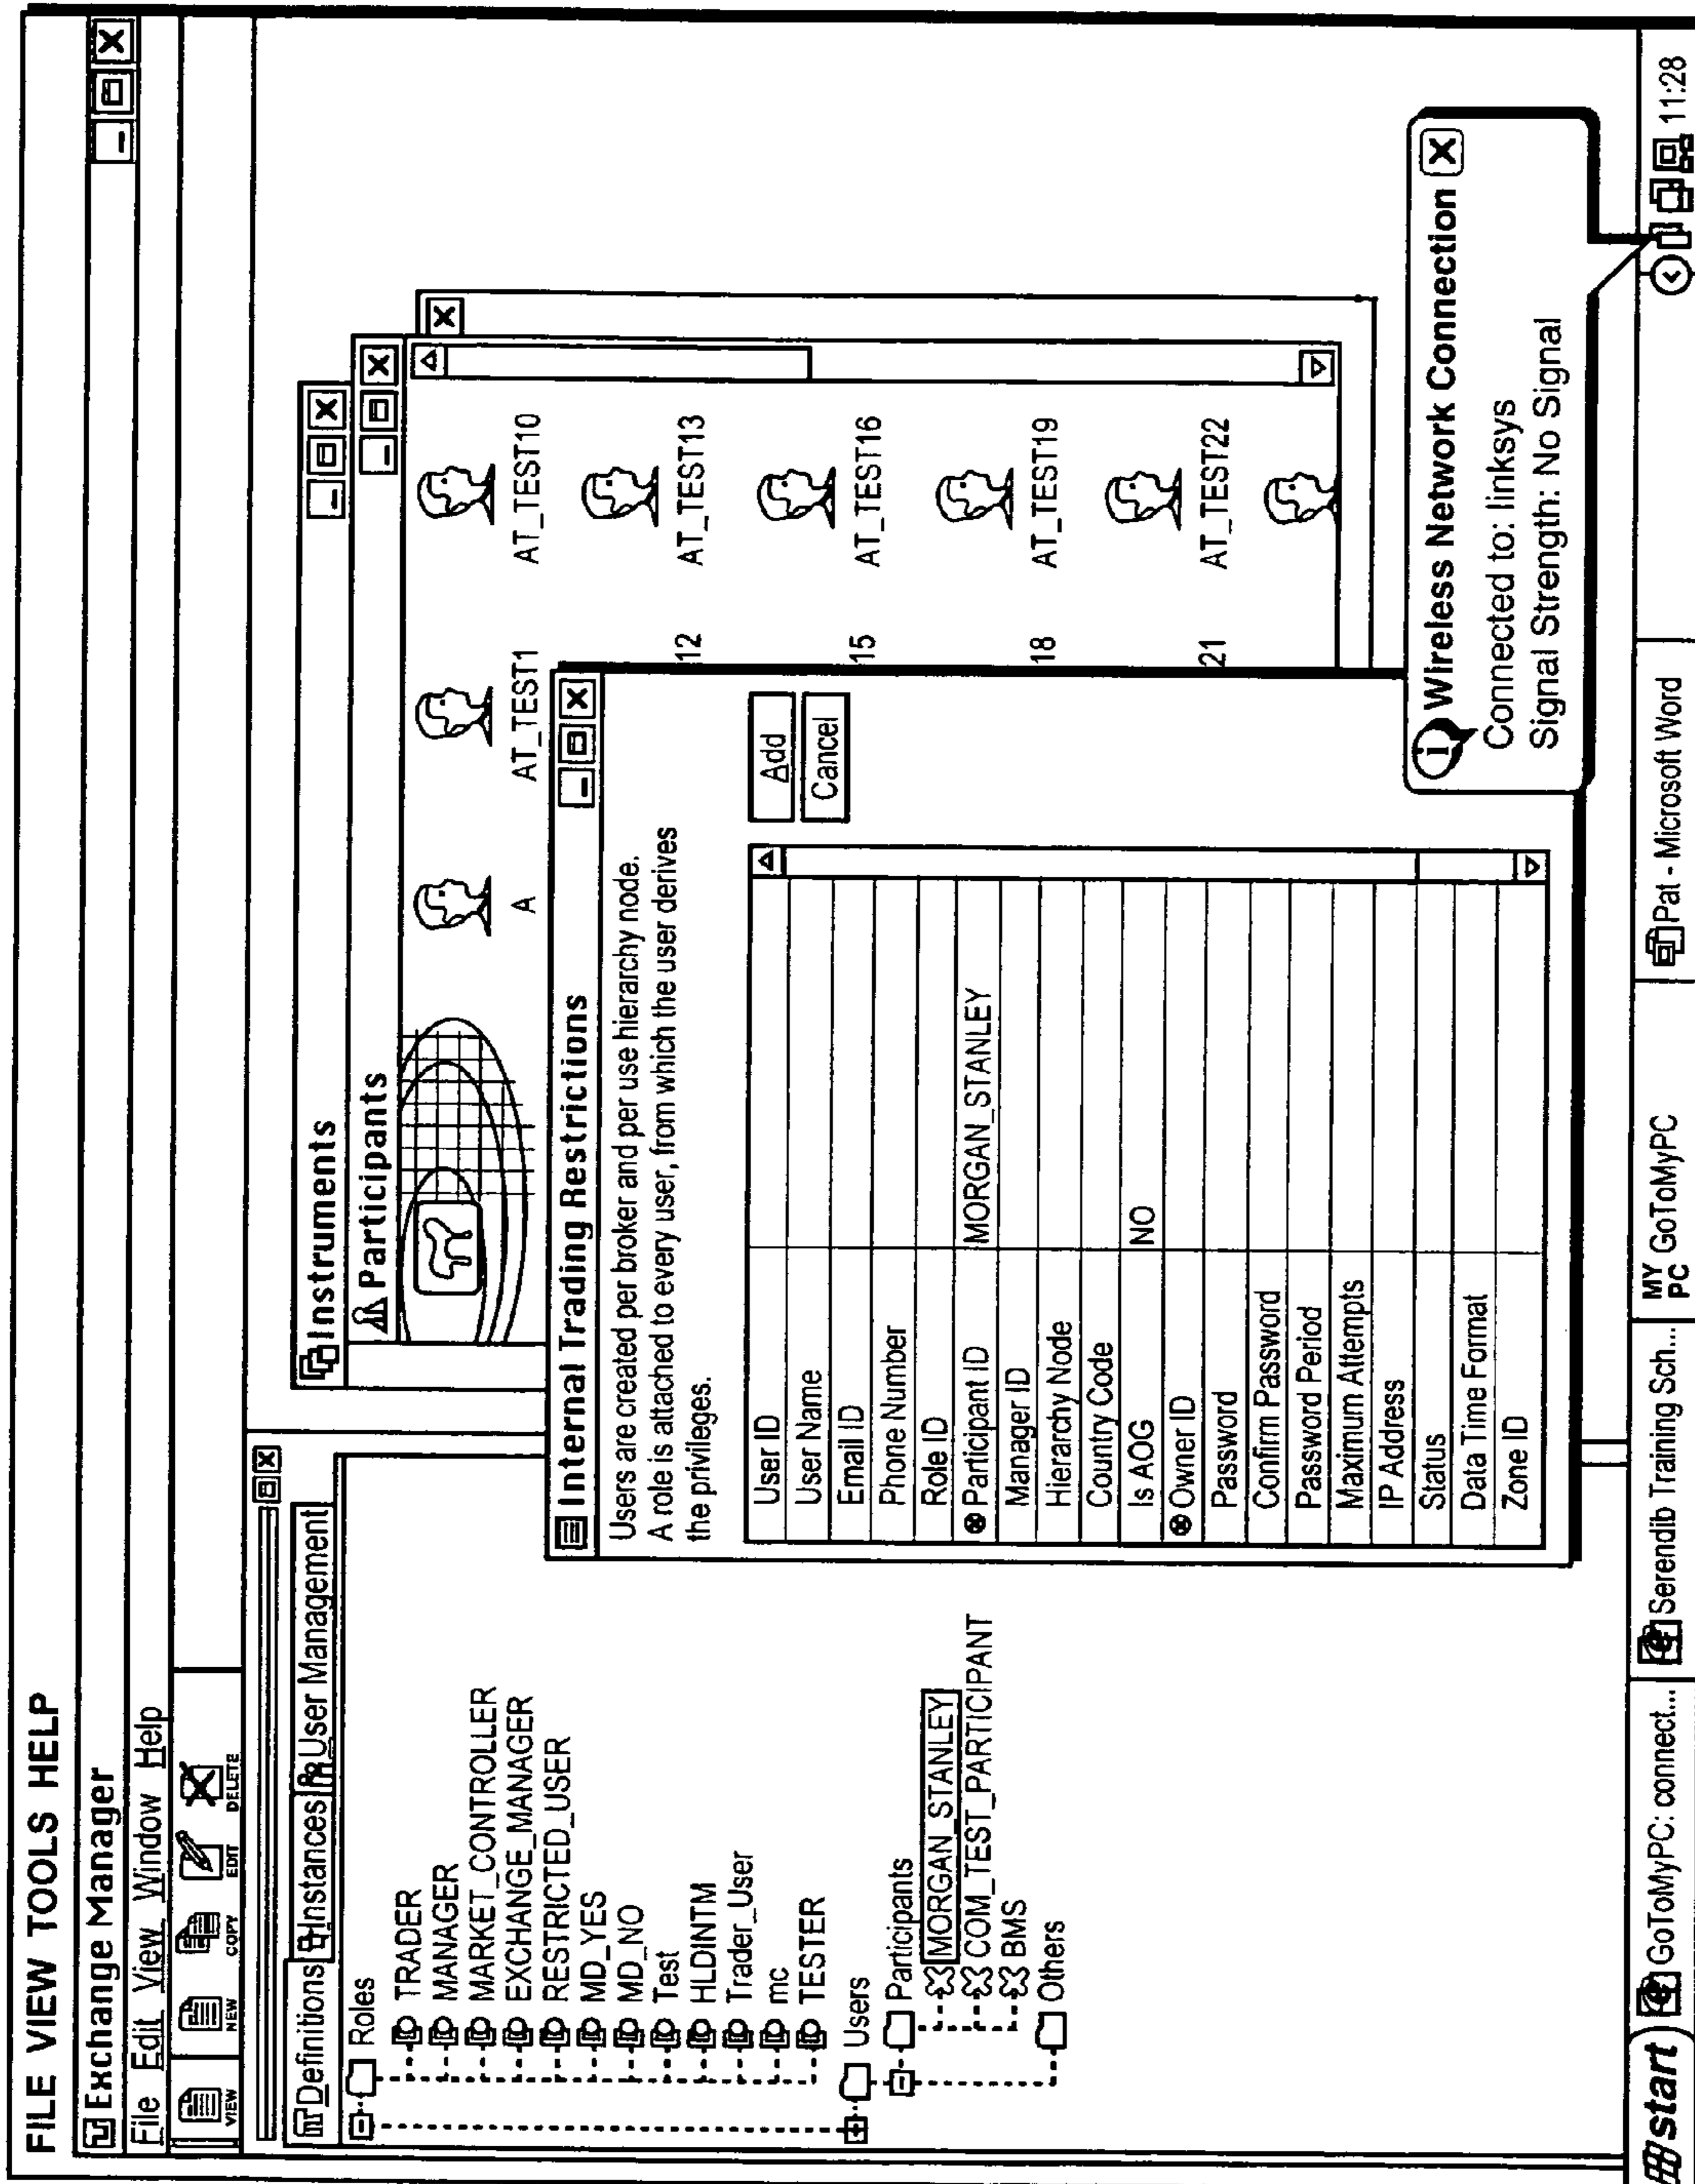 FILE VIEW TOOLS HELP
Exchange Manager
File Edit View Window Help
VIEW NEW COPY EDIT DELETE
Definitions Instances User Management
Roles
TRADER
MANAGER
MARKET_CONTROLLER
EXCHANGE_MANAGER
RESTRICTED_USER
MD_YES
MD_NO
Test
HLDINTM
Trader_User
mc
TESTER
Users
Participants
MORGAN_STANLEY
COM_TEST_PARTICIPANT
BMS
Others
Instruments
Participants
A AT_TEST1 AT_TEST10
12 AT_TEST13
15 AT_TEST16
18 AT_TEST19
21 AT_TEST22
Internal Trading Restrictions
Users are created per broker and per use hierarchy node.
A role is attached to every user, from which the user derives
the privileges.
Add
Cancel
User ID
User Name
Email ID
Phone Number
Role ID
Participant ID MORGAN_STANLEY
Manager ID
Hierarchy Node
Country Code
Is AOG NO
Owner ID
Password
Confirm Password
Password Period
Maximum Attempts
IP Address
Status
Data Time Format
Zone ID
Wireless Network Connection
Connected to: linksys
Signal Strength: No Signal
start GoToMyPC: connect... Serendib Training Sch... MY PC GoToMyPC Pat - Microsoft Word 11:28